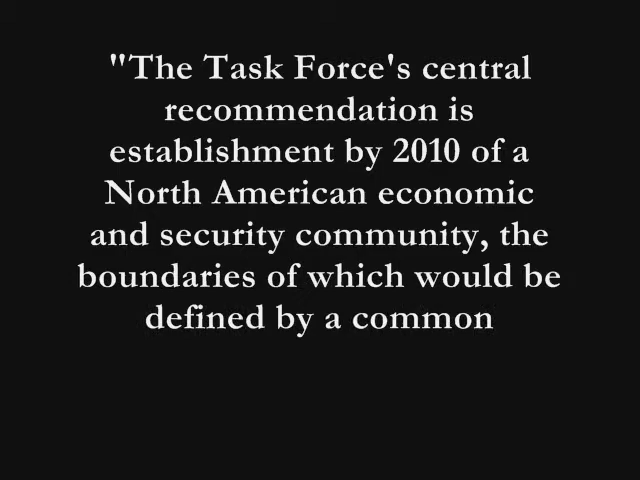 "The Task Force's central
recommendation is
establishment by 2010 of a
North American economic
and security community, the
boundaries of which would be
defined by a common